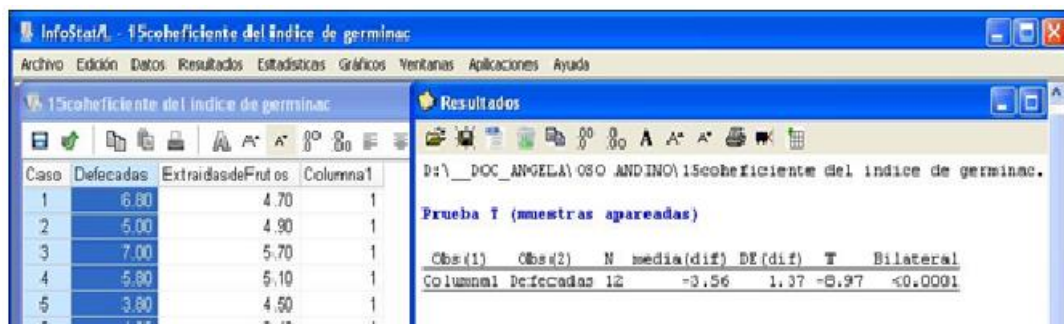 InfoStat/L - 15coheficiente del indice de germinac
Archivo Edición Datos Resultados Estadísticas Gráficos Ventanas Aplicaciones Ayuda
15coheficiente del indice de germinac
Caso Defecadas ExtraidasdeFrutos Columna1
1 6.80 4.70 1
2 5.00 4.90 1
3 7.00 5.70 1
4 5.80 5.10 1
5 3.80 4.50 1
Resultados
D:\__DOC_ANGELA\OSO ANDINO\15coheficiente del indice de germinac.
Prueba T (muestras apareadas)
Obs(1) Obs(2) N media(dif) DE(dif) T Bilateral
Columna1 Defecadas 12 -3.56 1.37 -8.97 <0.0001